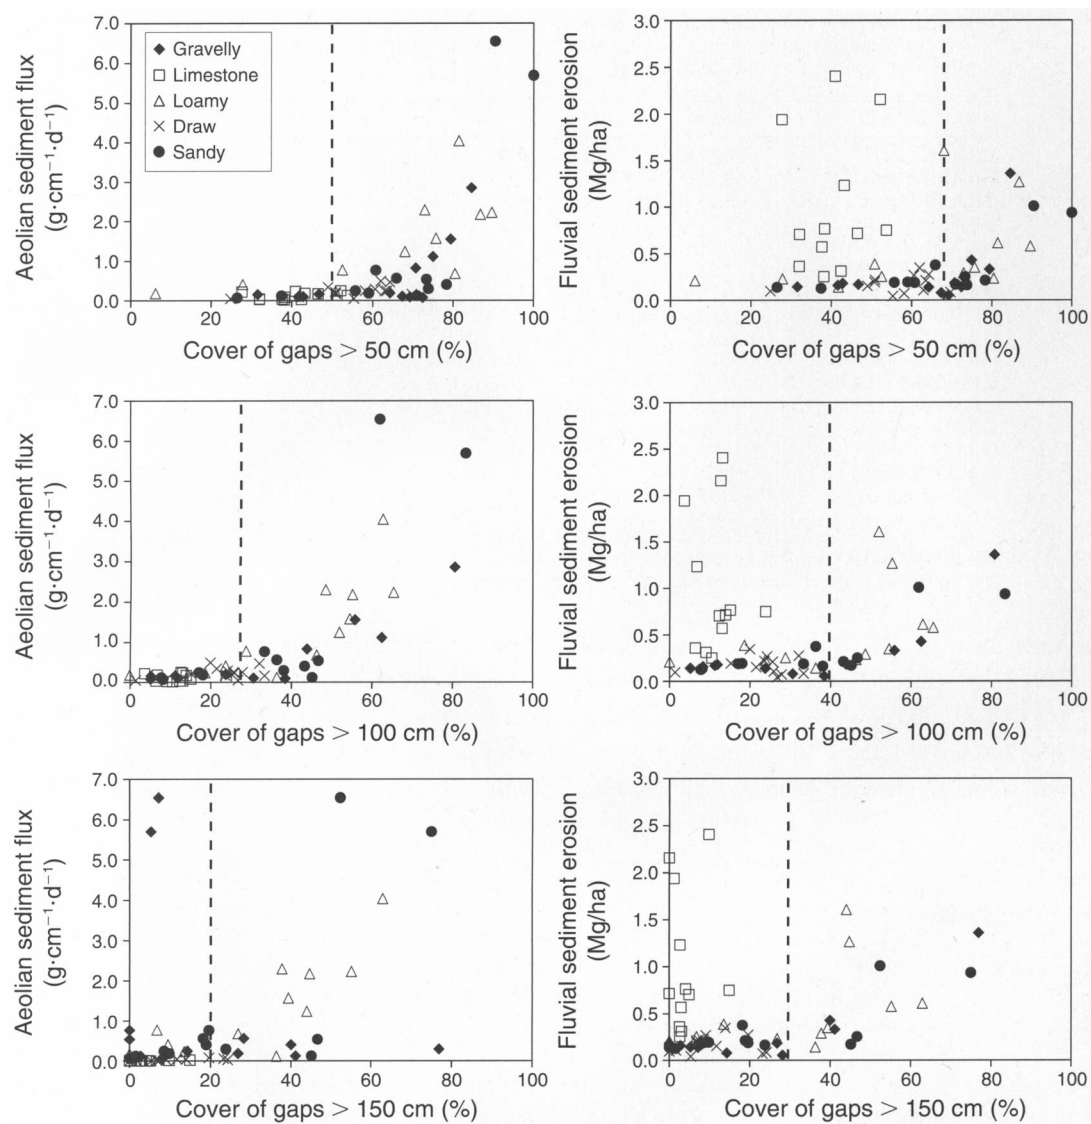 Aeolian sediment flux
(g·cm⁻¹·d⁻¹)
7.0
6.0
5.0
4.0
3.0
2.0
1.0
0.0
Gravelly
Limestone
Loamy
Draw
Sandy
0 20 40 60 80 100
Cover of gaps > 50 cm (%)
Fluvial sediment erosion
(Mg/ha)
3.0
2.5
2.0
1.5
1.0
0.5
0.0
0 20 40 60 80 100
Cover of gaps > 50 cm (%)
Aeolian sediment flux
(g·cm⁻¹·d⁻¹)
7.0
6.0
5.0
4.0
3.0
2.0
1.0
0.0
0 20 40 60 80 100
Cover of gaps > 100 cm (%)
Fluvial sediment erosion
(Mg/ha)
3.0
2.5
2.0
1.5
1.0
0.5
0.0
0 20 40 60 80 100
Cover of gaps > 100 cm (%)
Aeolian sediment flux
(g·cm⁻¹·d⁻¹)
7.0
6.0
5.0
4.0
3.0
2.0
1.0
0.0
0 20 40 60 80 100
Cover of gaps > 150 cm (%)
Fluvial sediment erosion
(Mg/ha)
3.0
2.5
2.0
1.5
1.0
0.5
0.0
0 20 40 60 80 100
Cover of gaps > 150 cm (%)